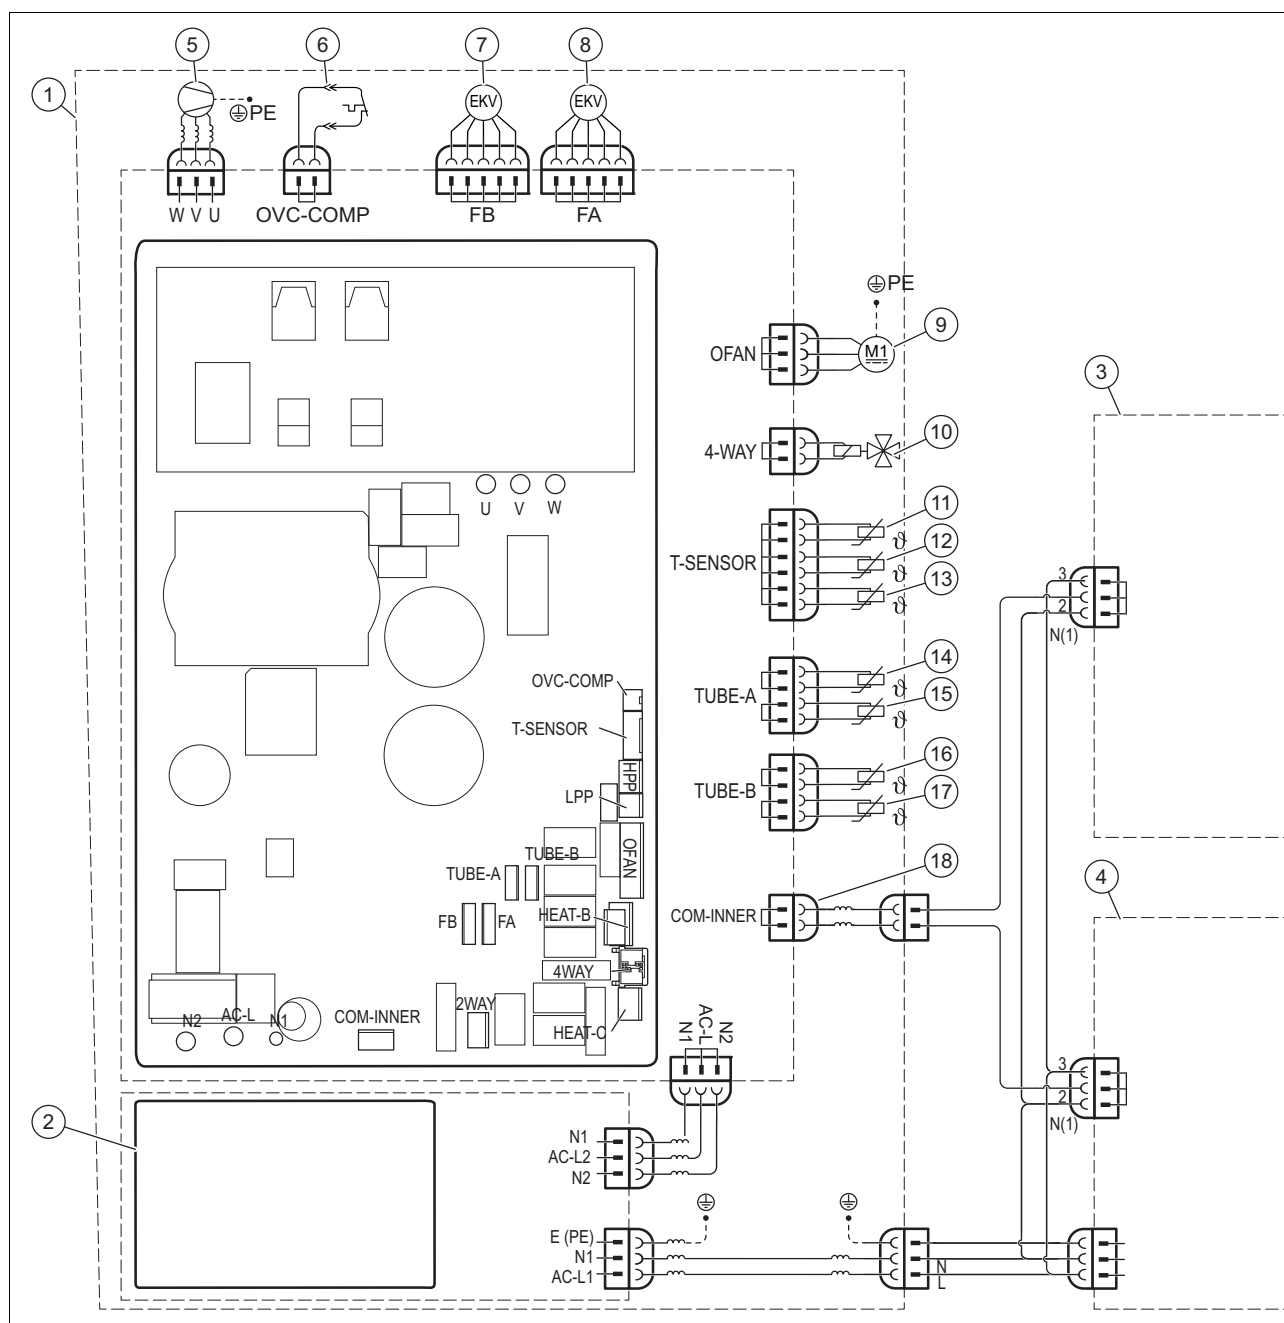 5
6
7
8
1
EKV
EKV
PE
W V U
OVC-COMP
FB
FA
PE
9
OFAN
M1
3
10
4-WAY
U
V
W
11
12
T-SENSOR
ϑ
ϑ
13
ϑ
3
2
N(1)
14
OVC-COMP
TUBE-A
ϑ
15
T-SENSOR
ϑ
HPP
16
LPP
TUBE-B
ϑ
17
ϑ
OFAN
TUBE-B
TUBE-A
18
4
FB
FA
HEAT-B
COM-INNER
4WAY
2WAY
N2
AC-L
N1
COM-INNER
HEAT-C
N1
AC-L
N2
3
2
N(1)
2
N1
AC-L2
N2
E (PE)
N1
AC-L1
N
L